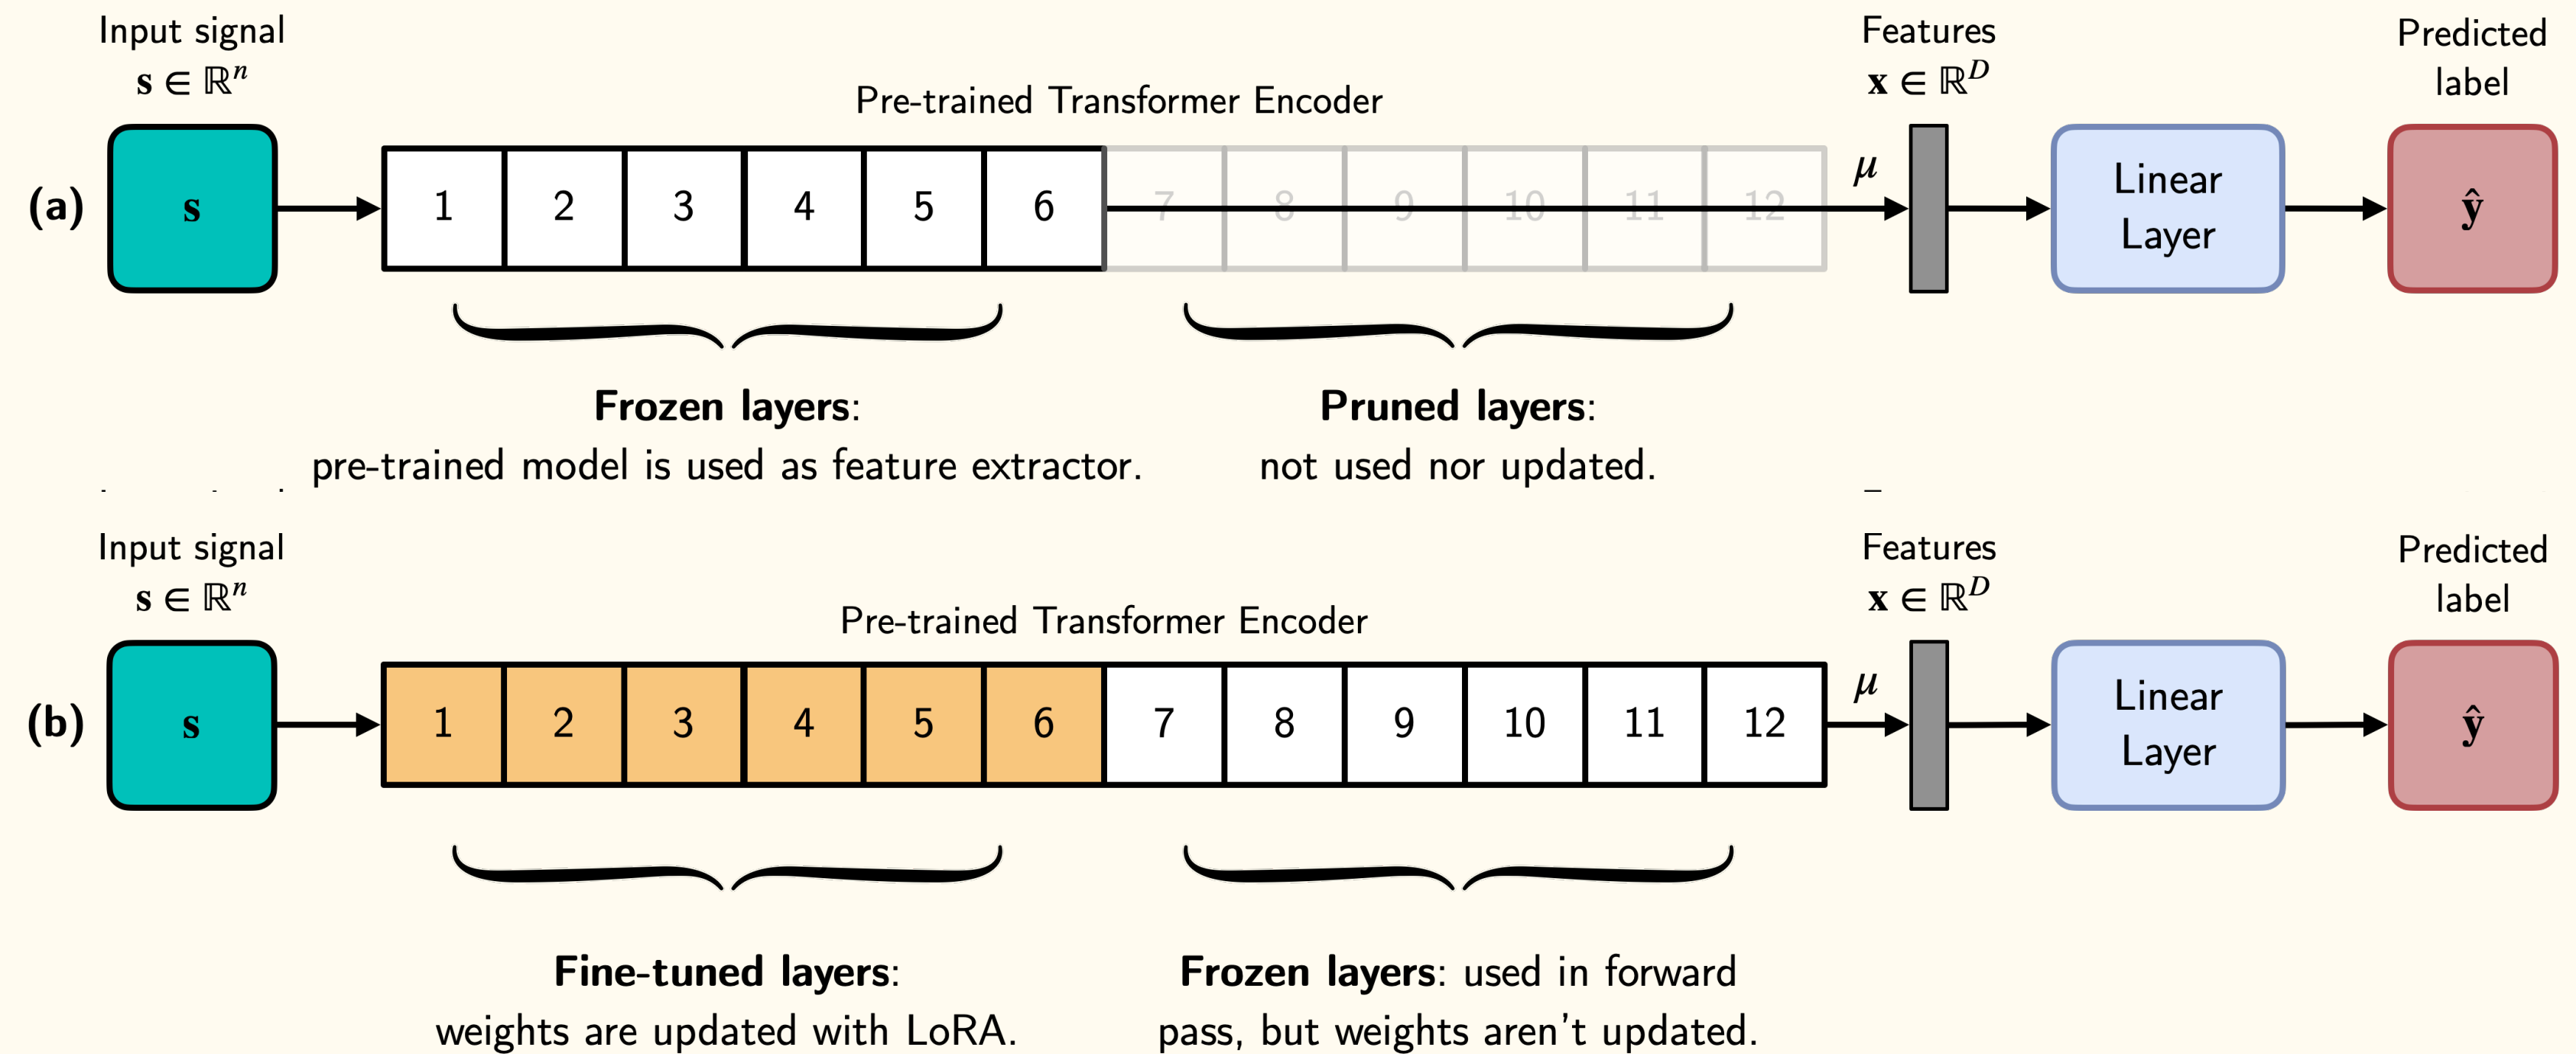 Input signal
s ∈ ℝⁿ
Pre-trained Transformer Encoder
Features
x ∈ ℝᴰ
Predicted
label
(a)
s
1 2 3 4 5 6 7 8 9 10 11 12
μ
Linear
Layer
ŷ
Frozen layers:
pre-trained model is used as feature extractor.
Pruned layers:
not used nor updated.
Input signal
s ∈ ℝⁿ
Pre-trained Transformer Encoder
Features
x ∈ ℝᴰ
Predicted
label
(b)
s
1 2 3 4 5 6 7 8 9 10 11 12
μ
Linear
Layer
ŷ
Fine-tuned layers:
weights are updated with LoRA.
Frozen layers: used in forward
pass, but weights aren't updated.